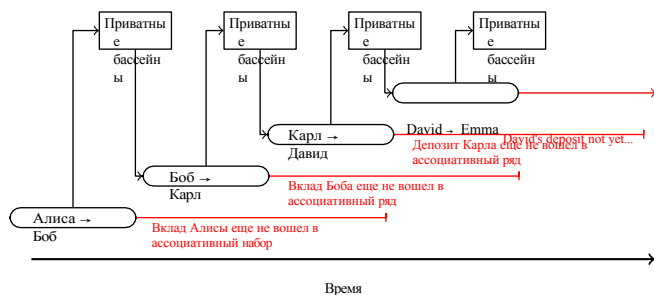 Приватны
е
бассейн
ы
Приватны
е
бассейн
ы
Приватны
е
бассейн
ы
Приватны
е
бассейн
ы
David → Emma
David's deposit not yet...
Карл →
Давид
Депозит Карла еще не вошел в
ассоциативный ряд
Боб →
Карл
Вклад Боба еще не вошел в
ассоциативный ряд
Алиса →
Боб
Вклад Алисы еще не вошел в
ассоциативный набор
Время